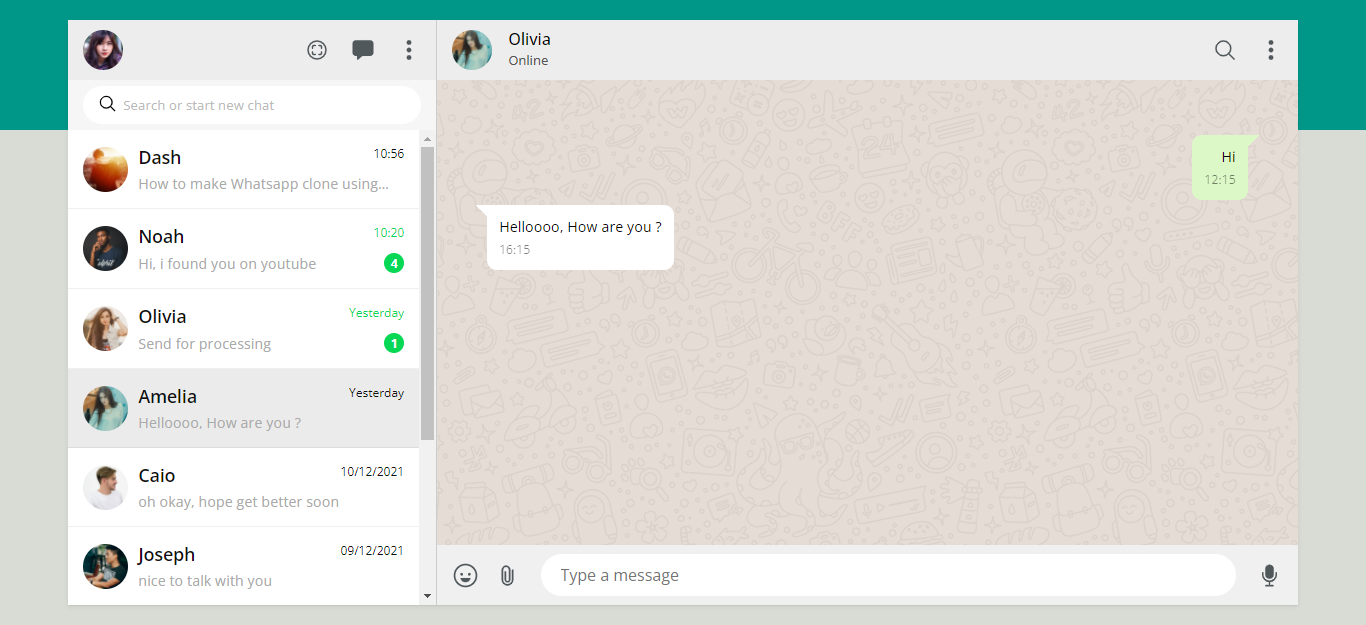 Search or start new chat
Dash 10:56
How to make Whatsapp clone using...
Noah 10:20
Hi, i found you on youtube 4
Olivia Yesterday
Send for processing 1
Amelia Yesterday
Helloooo, How are you ?
Caio 10/12/2021
oh okay, hope get better soon
Joseph 09/12/2021
nice to talk with you
Olivia
Online
Hi
12:15
Helloooo, How are you ?
16:15
Type a message